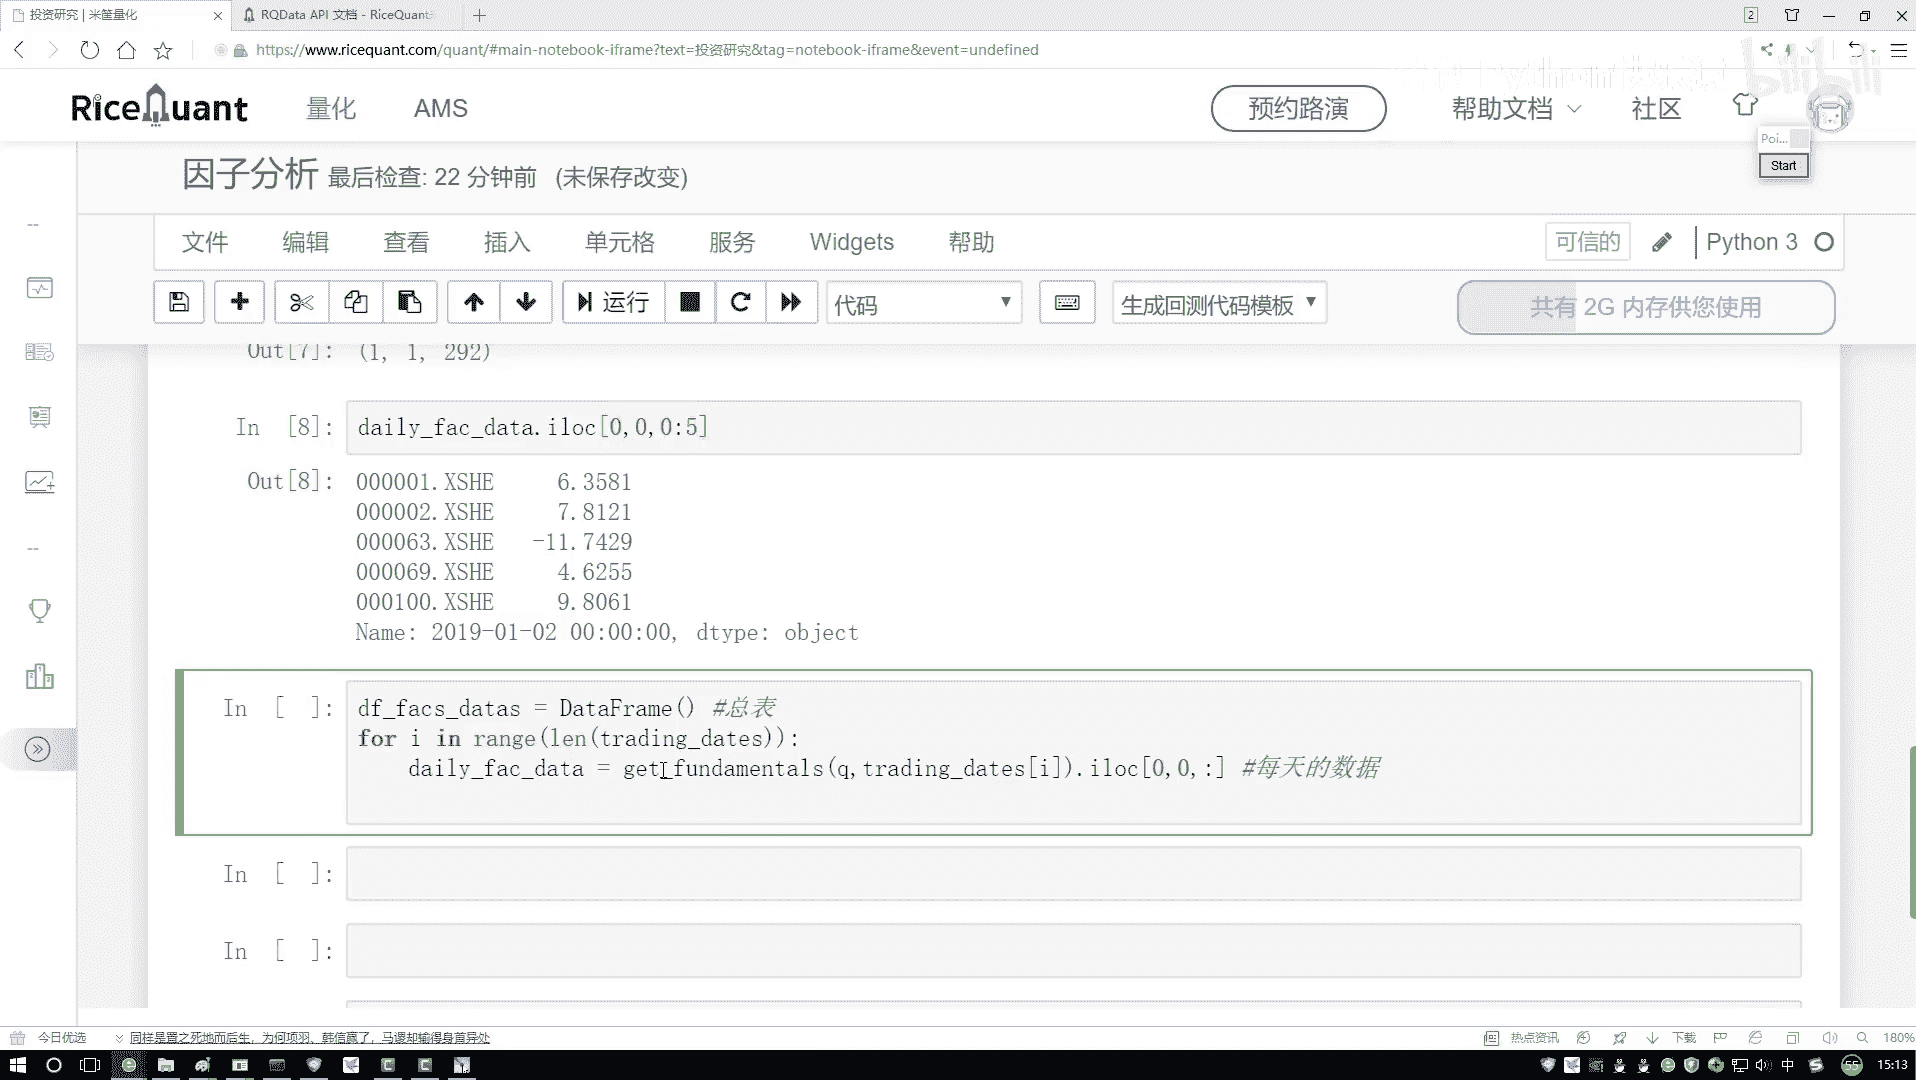 投资研究 | 米筐量化
RQData API 文档 - RiceQuant
2
https://www.ricequant.com/quant/#main-notebook-iframe?text=投资研究&tag=notebook-iframe&event=undefined
bilibili
RiceQuant
量化
AMS
预约路演
帮助文档
社区
Poi...
Start
因子分析 最后检查: 22 分钟前 (未保存改变)
文件 编辑 查看 插入 单元格 服务 Widgets 帮助
可信的
Python 3
运行
代码
生成回测代码模板
共有 2G 内存供您使用
Out[7]: (1, 1, 292)
In [8]: daily_fac_data.iloc[0,0,0:5]
Out[8]: 000001.XSHE 6.3581
000002.XSHE 7.8121
000063.XSHE -11.7429
000069.XSHE 4.6255
000100.XSHE 9.8061
Name: 2019-01-02 00:00:00, dtype: object
In [ ]: df_facs_datas = DataFrame() #总表
for i in range(len(trading_dates)):
daily_fac_data = get_fundamentals(q,trading_dates[i]).iloc[0,0,:] #每天的数据
In [ ]:
In [ ]:
今日优选
同样是置之死地而后生，为何项羽、韩信赢了，马谡却输得身首异处
热点资讯
下载
180%
中
55
15:13